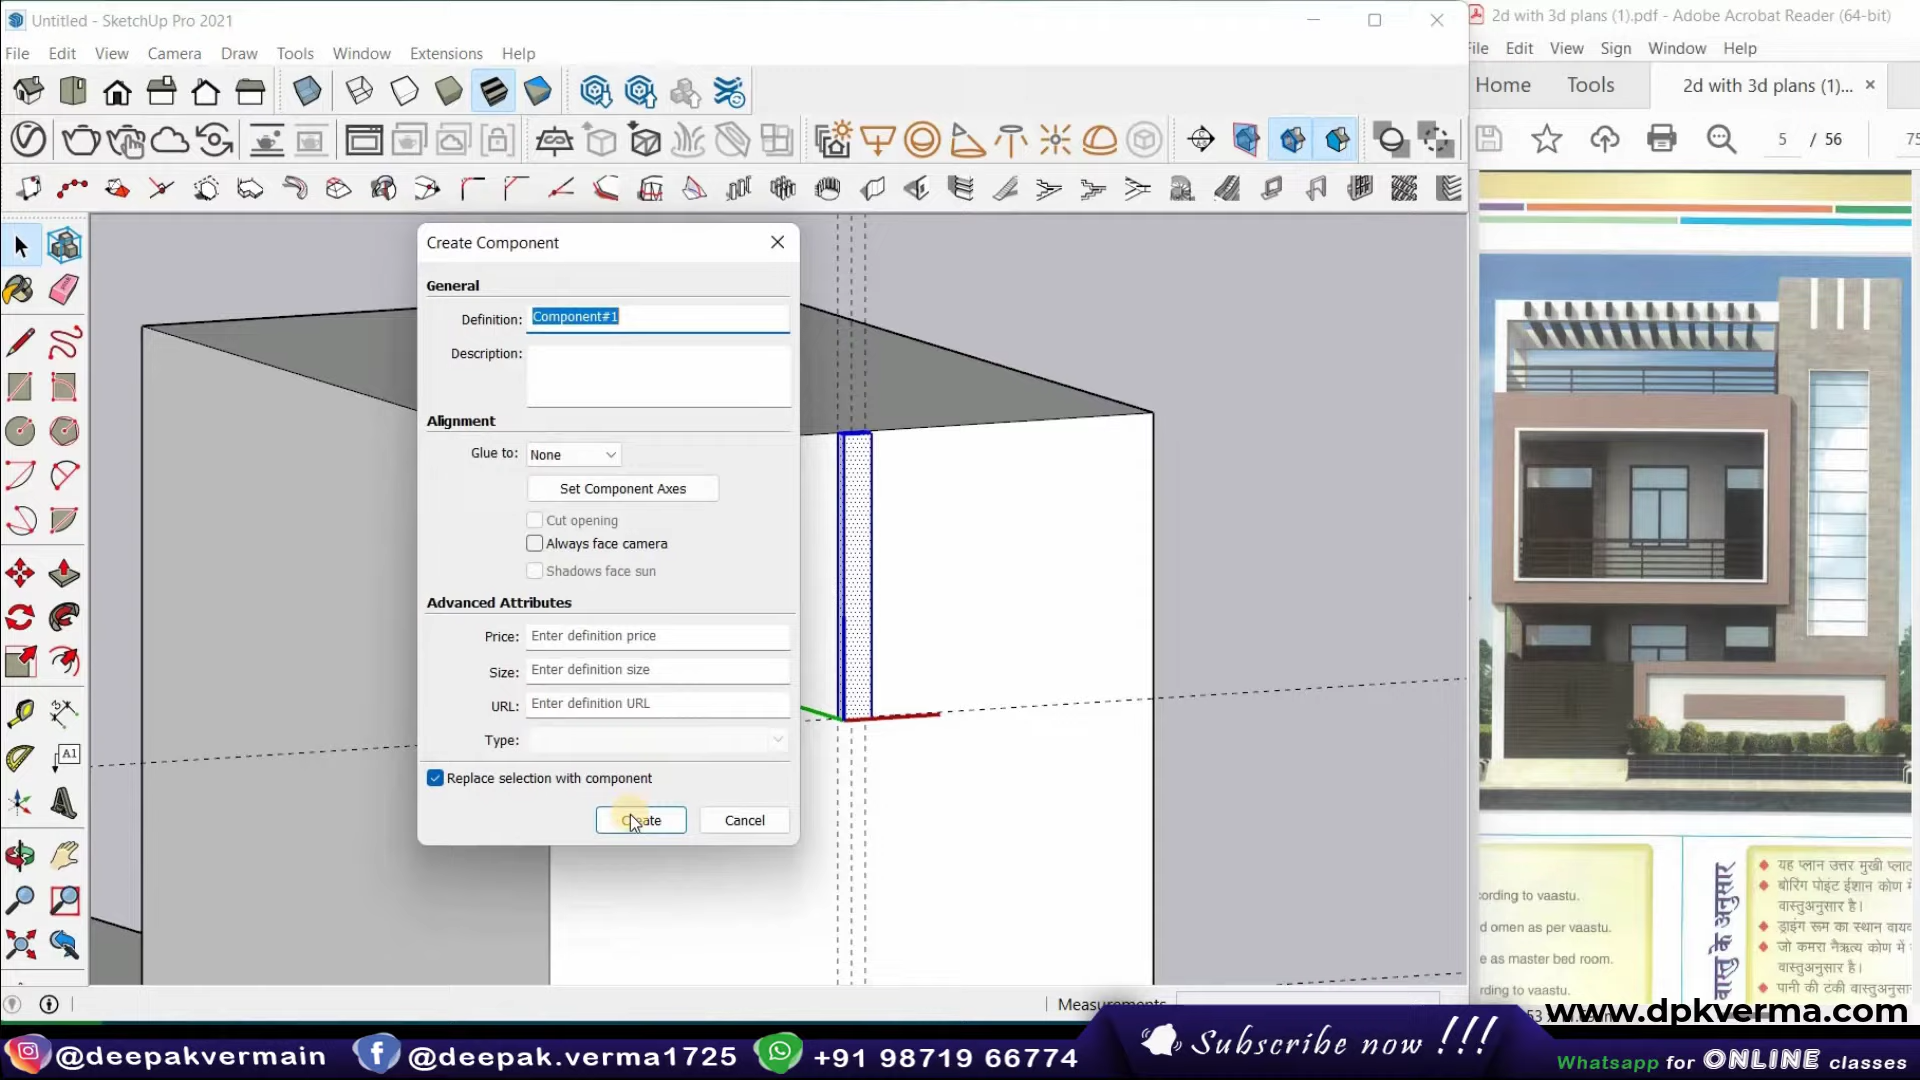 Untitled - SketchUp Pro 2021
File Edit View Camera Draw Tools Window Extensions Help
Create Component
General
Definition: Component#1
Description:
Alignment
Glue to: None
Set Component Axes
Cut opening
Always face camera
Shadows face sun
Advanced Attributes
Price: Enter definition price
Size: Enter definition size
URL: Enter definition URL
Type:
Replace selection with component
Create Cancel
A1
Measurements
2d with 3d plans (1).pdf - Adobe Acrobat Reader (64-bit)
File Edit View Sign Window Help
Home Tools 2d with 3d plans (1)... ×
5 / 56 75
cording to vaastu.
d omen as per vaastu.
e as master bed room.
rding to vaastu.
वास्तु के अनुसार
यह प्लान उत्तर मुखी प्लाट
बोरिंग पोइंट ईशान कोण में
वास्तुअनुसार है।
ड्राइंग रूम का स्थान वायव
जो कमरा नैऋत्य कोण में
वास्तुअनुसार है।
पानी की टंकी वास्तुअनुसार
www.dpkverma.com
@deepakvermain @deepak.verma1725 +91 98719 66774
Subscribe now !!!
Whatsapp for ONLINE classes